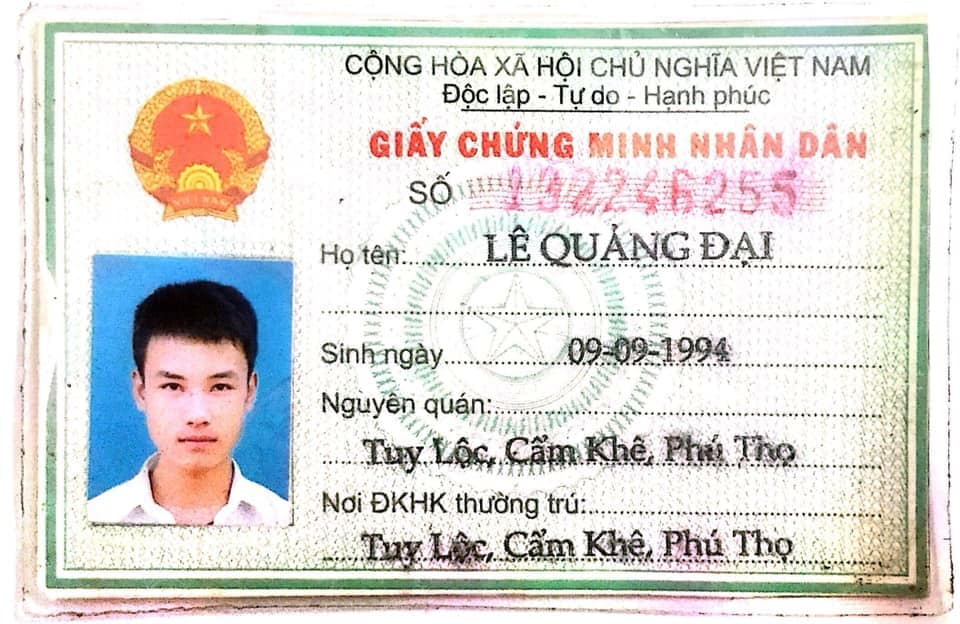 CỘNG HÒA XÃ HỘI CHỦ NGHĨA VIỆT NAM
Độc lập - Tự do - Hạnh phúc
GIẤY CHỨNG MINH NHÂN DÂN
SỐ 132246255
Họ tên: LÊ QUẢNG ĐẠI
Sinh ngày 09-09-1994
Nguyên quán:
Tuy Lộc, Cẩm Khê, Phú Thọ
Nơi ĐKHK thường trú:
Tuy Lộc, Cẩm Khê, Phú Thọ
VIỆT NAM